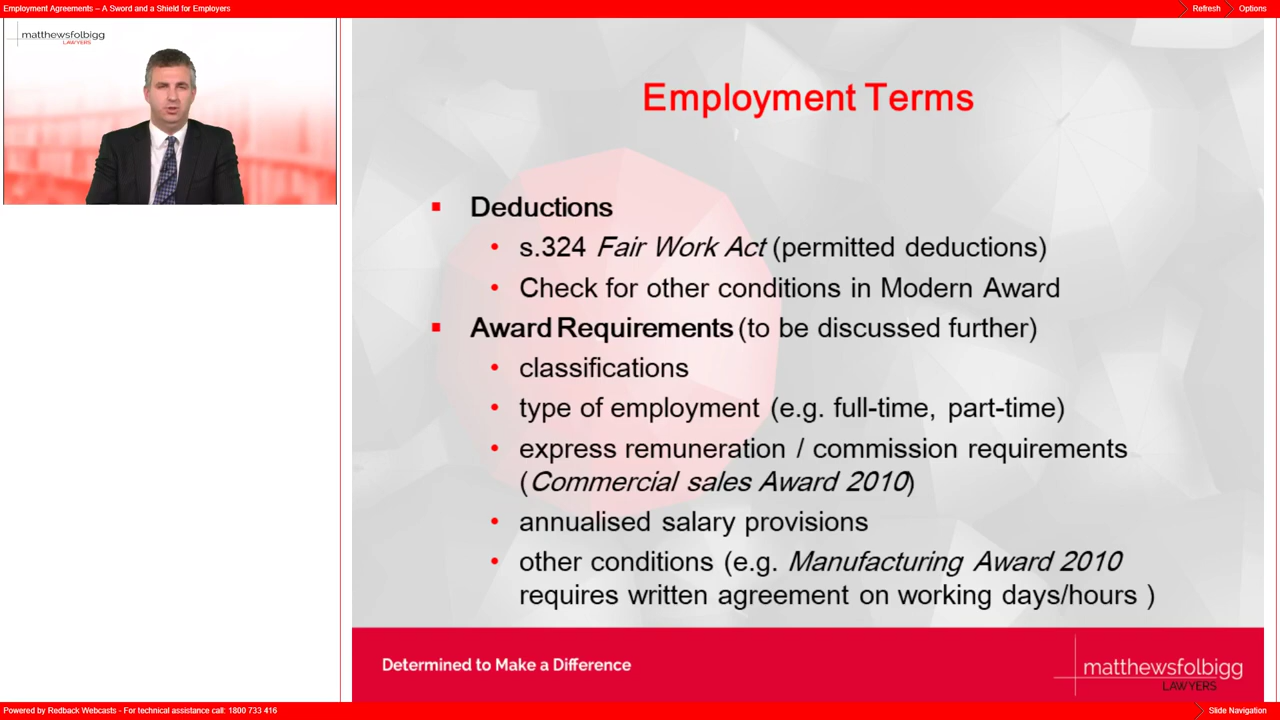 Employment Agreements – A Sword and a Shield for Employers
Refresh
Options
matthewsfolbigg
LAWYERS
Employment Terms
Deductions
s.324 Fair Work Act (permitted deductions)
Check for other conditions in Modern Award
Award Requirements (to be discussed further)
classifications
type of employment (e.g. full-time, part-time)
express remuneration / commission requirements
(Commercial sales Award 2010)
annualised salary provisions
other conditions (e.g. Manufacturing Award 2010
requires written agreement on working days/hours )
Determined to Make a Difference
matthewsfolbigg
LAWYERS
Powered by Redback Webcasts - For technical assistance call: 1800 733 416
Slide Navigation